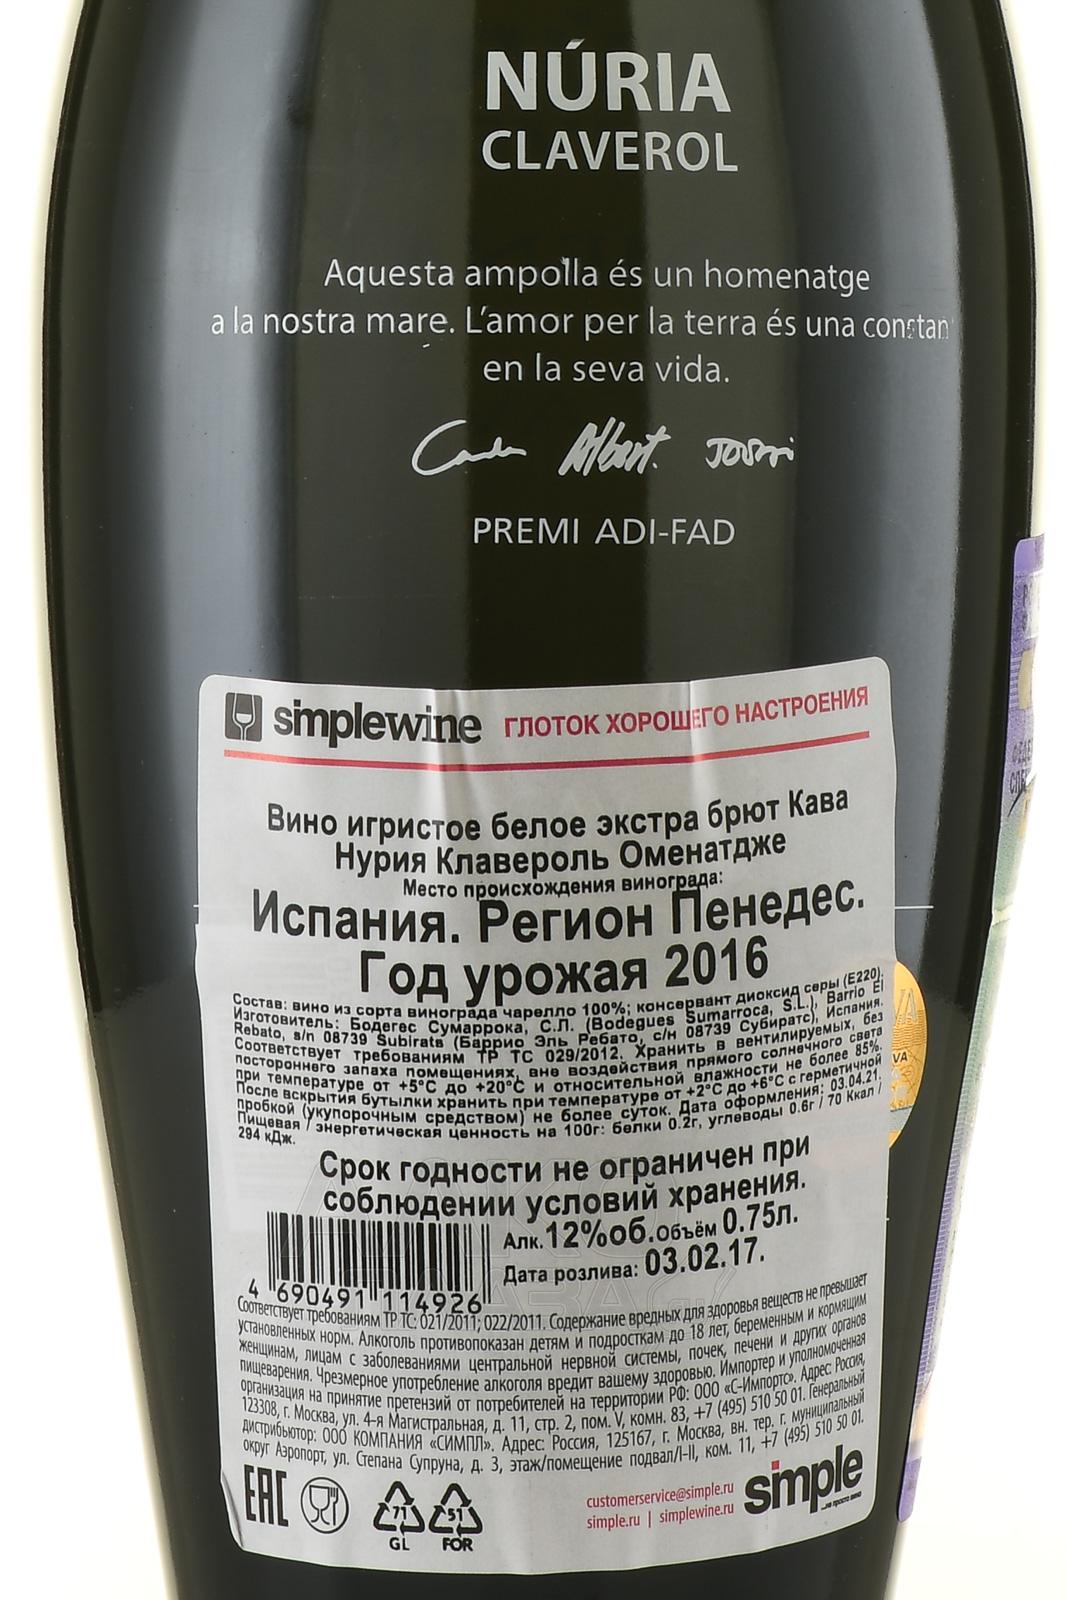 NÚRIA
CLAVEROL
Aquesta ampolla és un homenatge
a la nostra mare. L'amor per la terra és una constan
en la seva vida.
Albert.
PREMI ADI-FAD
simplewine ГЛОТОК ХОРОШЕГО НАСТРОЕНИЯ
Вино игристое белое экстра брют Кава
Нурия Клавероль Оменатдже
Место происхождения винограда:
Испания. Регион Пенедес.
Год урожая 2016
Состав: вино из сорта винограда чарелло 100%; консервант диоксид серы (Е220).
Изготовитель: Бодегес Сумаррока, С.Л. (Bodegues Sumarroca, S.L.), Barrio El
Rebato, s/n 08739 Subirats (Баррио Эль Ребато, с/н 08739 Субиратс), Испания.
Соответствует требованиям ТР ТС 029/2012. Хранить в вентилируемых, без
постороннего запаха помещениях, вне воздействия прямого солнечного света
при температуре от +5°С до +20°С и относительной влажности не более 85%.
После вскрытия бутылки хранить при температуре от +2°С до +6°С с герметичной
пробкой (укупорочным средством) не более суток. Дата оформления: 03.04.21.
Пищевая / энергетическая ценность на 100г: белки 0.2г, углеводы 0.6г / 70 Ккал /
294 кДж.
Срок годности не ограничен при
соблюдении условий хранения.
Алк. 12%об. Объём 0.75л.
Дата розлива: 03.02.17.
4 690491 114926
Соответствует требованиям ТР ТС: 021/2011; 022/2011. Содержание вредных для здоровья веществ не превышает
установленных норм. Алкоголь противопоказан детям и подросткам до 18 лет, беременным и кормящим
женщинам, лицам с заболеваниями центральной нервной системы, почек, печени и других органов
пищеварения. Чрезмерное употребление алкоголя вредит вашему здоровью. Импортер и уполномоченная
организация на принятие претензий от потребителей на территории РФ: ООО «С-Импортс». Адрес: Россия,
123308, г. Москва, ул. 4-я Магистральная, д. 11, стр. 2, пом. V, комн. 83, +7 (495) 510 50 01. Генеральный
дистрибьютор: ООО КОМПАНИЯ «СИМПЛ». Адрес: Россия, 125167, г. Москва, вн. тер. г. муниципальный
округ Аэропорт, ул. Степана Супруна, д. 3, этаж/помещение подвал/I-II, ком. 11, +7 (495) 510 50 01.
EAC
71
GL
51
FOR
customerservice@simple.ru
simple.ru | simplewine.ru
simple
...не просто вино